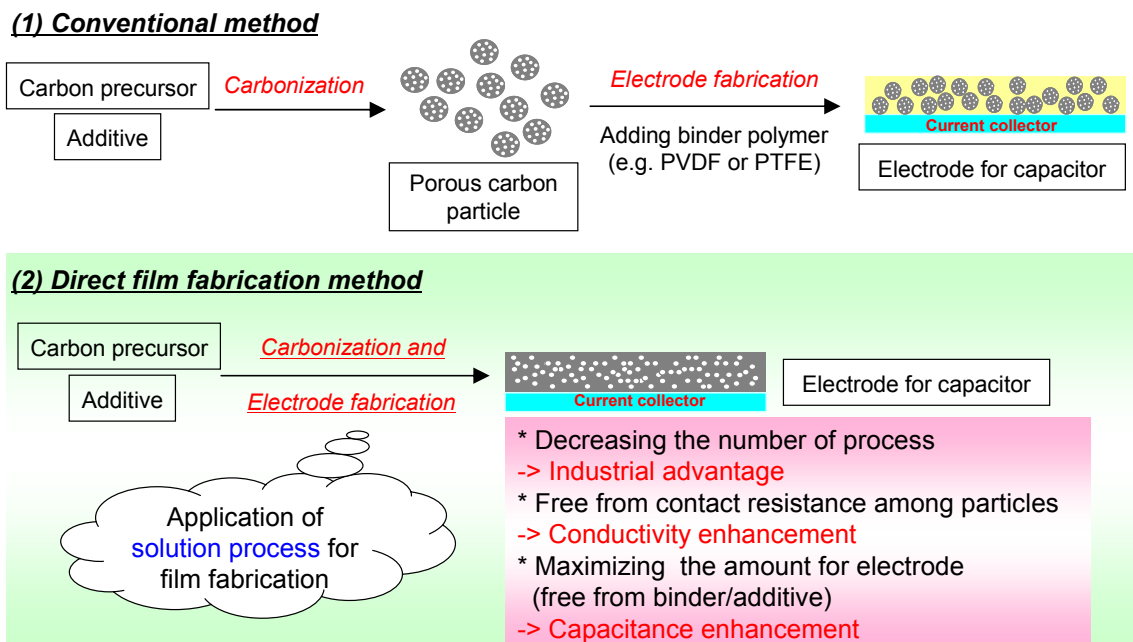 (1) Conventional method
Carbon precursor
Additive
Carbonization
Porous carbon
particle
Electrode fabrication
Adding binder polymer
(e.g. PVDF or PTFE)
Current collector
Electrode for capacitor
(2) Direct film fabrication method
Carbon precursor
Additive
Carbonization and
Electrode fabrication
Current collector
Electrode for capacitor
Application of
solution process for
film fabrication
* Decreasing the number of process
-> Industrial advantage
* Free from contact resistance among particles
-> Conductivity enhancement
* Maximizing the amount for electrode
(free from binder/additive)
-> Capacitance enhancement